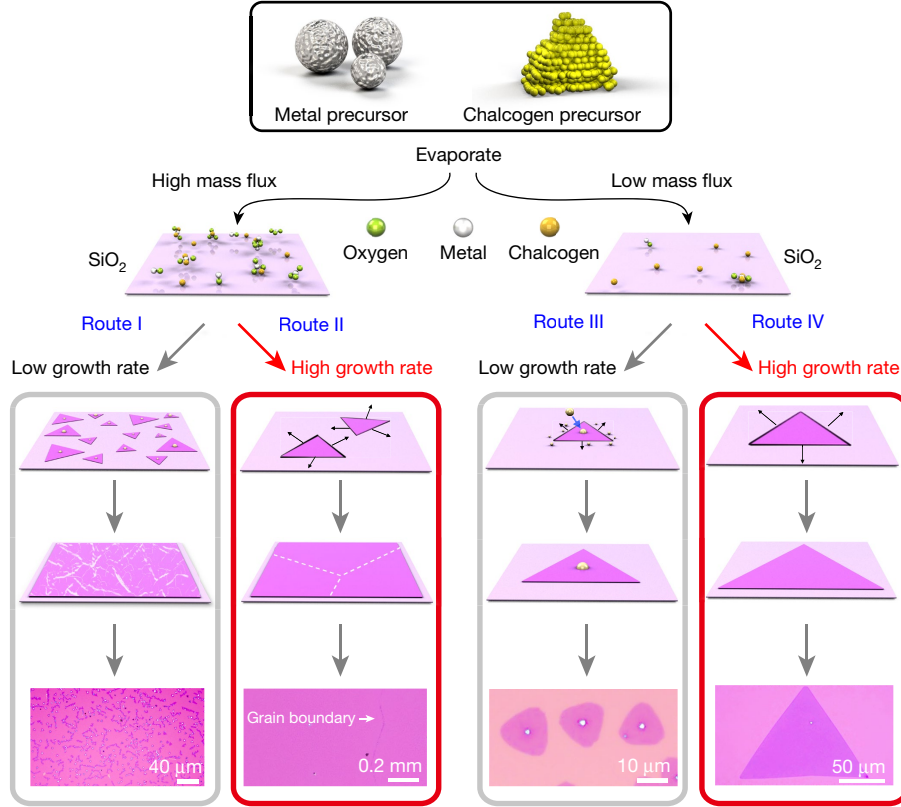 Metal precursor
Chalcogen precursor
Evaporate
High mass flux
Low mass flux
SiO₂
Oxygen
Metal
Chalcogen
SiO₂
Route I
Route II
Route III
Route IV
Low growth rate
High growth rate
Low growth rate
High growth rate
Grain boundary
40 μm
0.2 mm
10 μm
50 μm